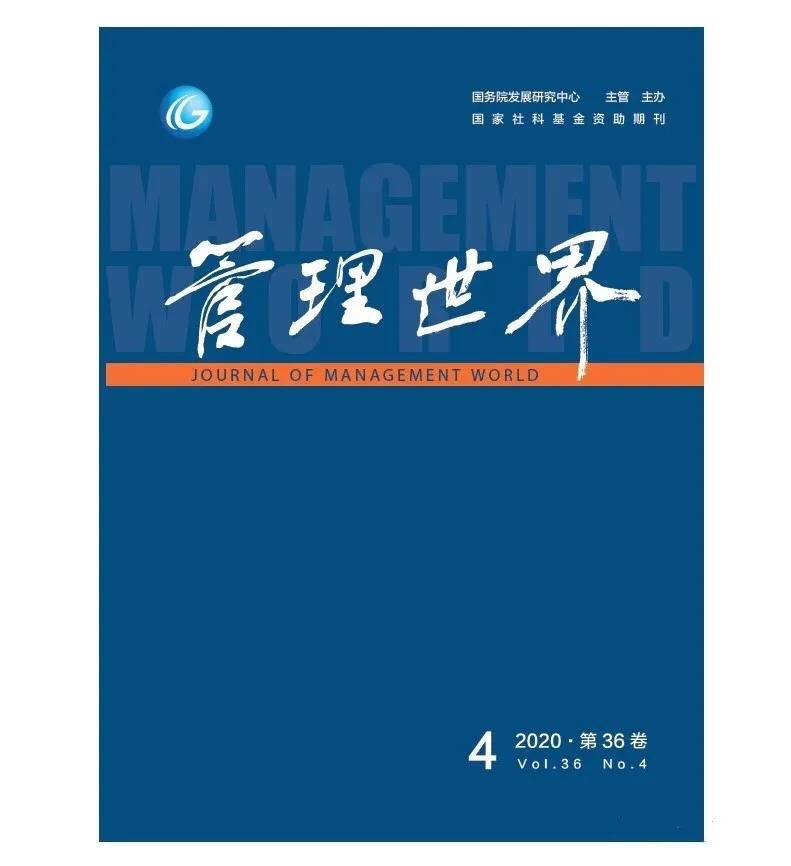 国务院发展研究中心 主管 主办
国家社科基金资助期刊
MANAGEMENT
WORLD
管理世界
JOURNAL OF MANAGEMENT WORLD
4 2020·第36卷
Vol.36 No.4